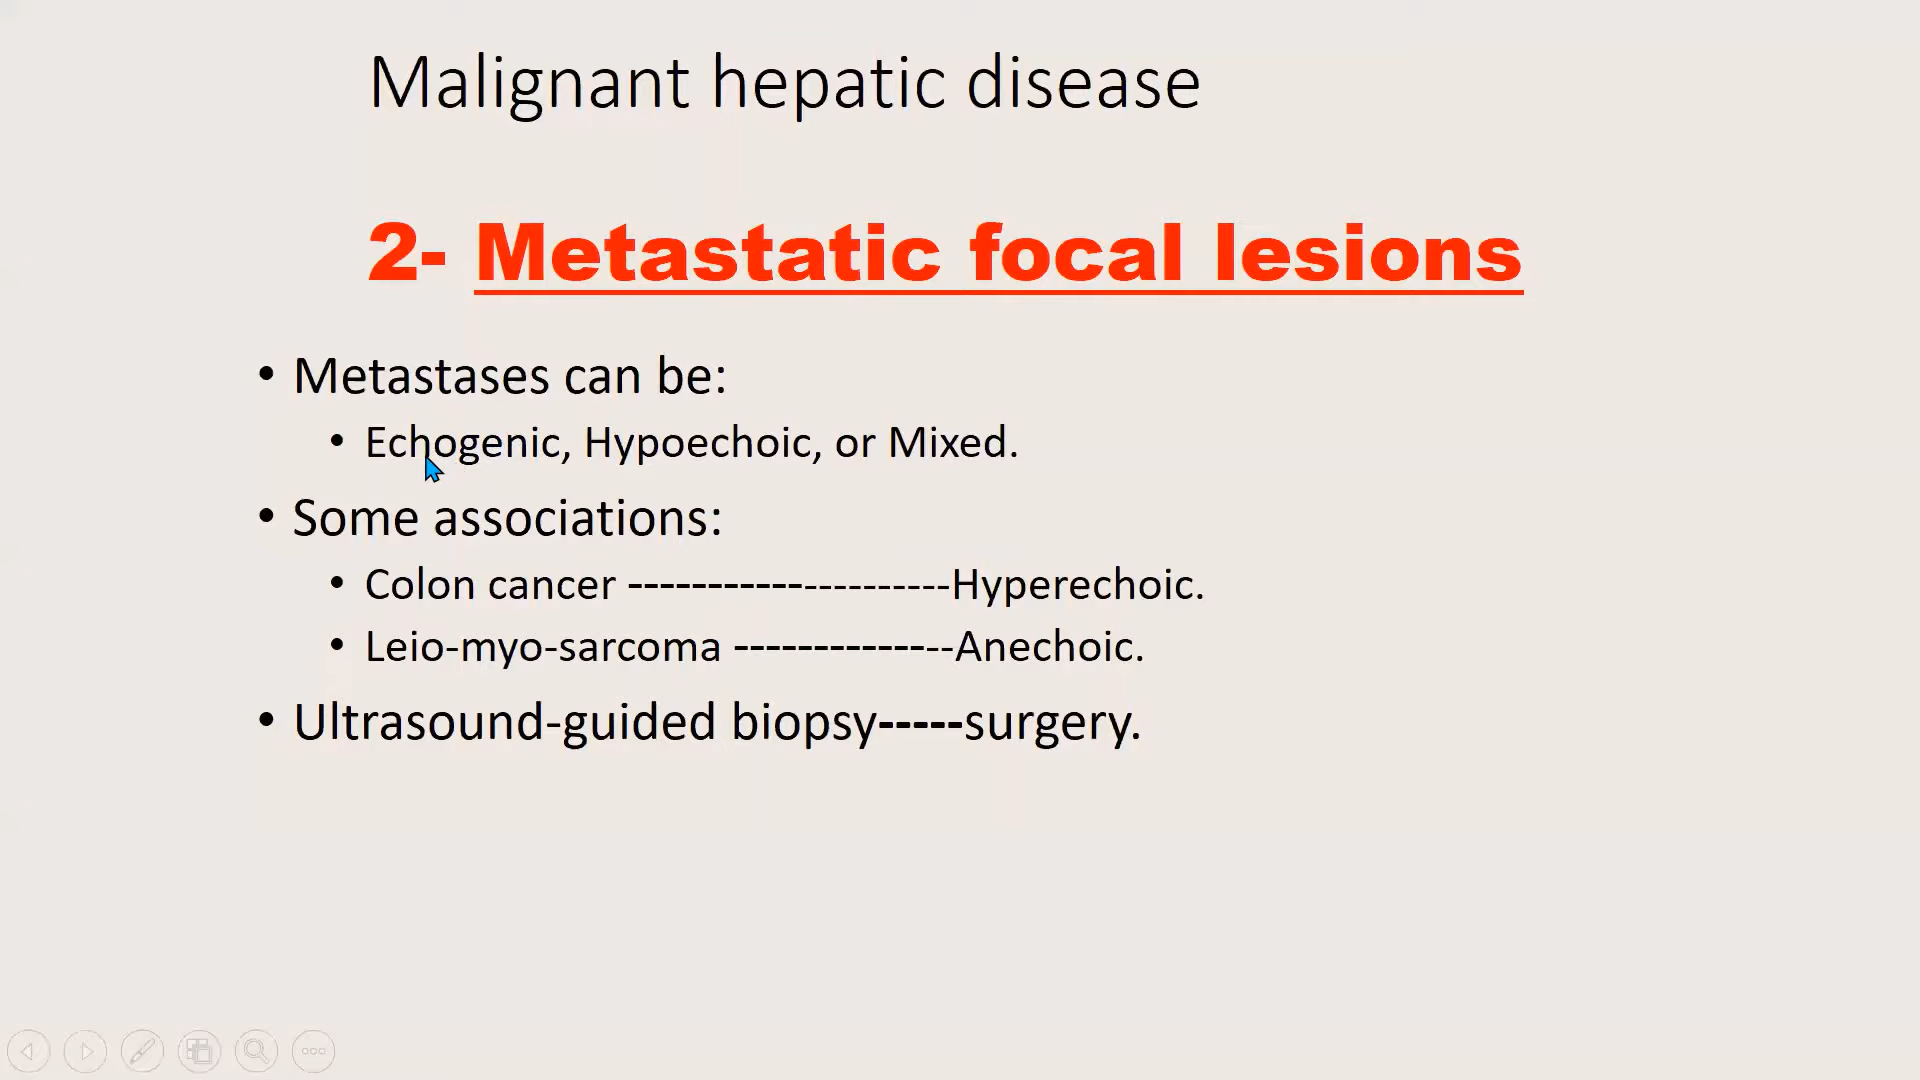 Malignant hepatic disease
2- Metastatic focal lesions
• Metastases can be:
• Echogenic, Hypoechoic, or Mixed.
• Some associations:
• Colon cancer ---------------------Hyperechoic.
• Leio-myo-sarcoma --------------Anechoic.
• Ultrasound-guided biopsy-----surgery.